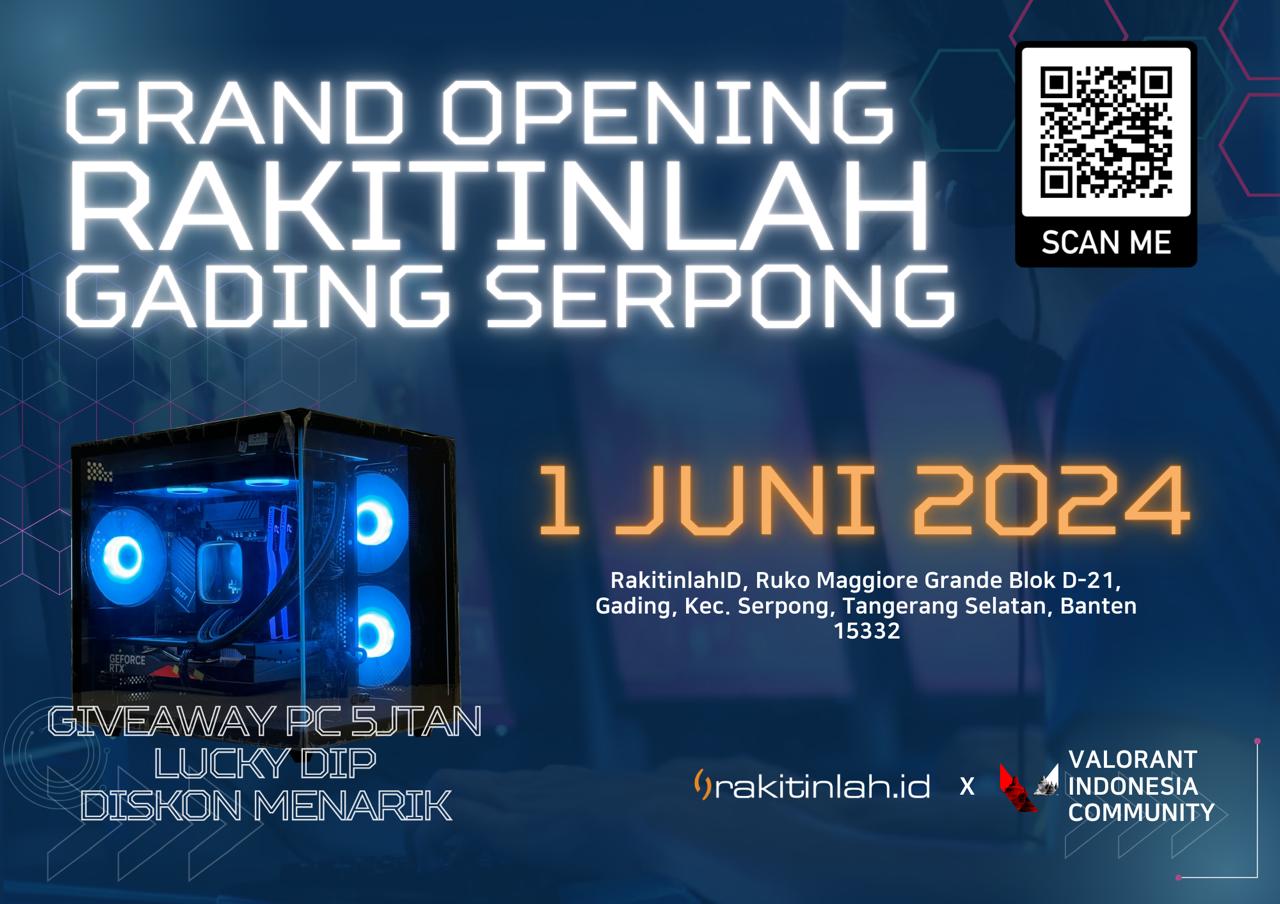 GRAND OPENING
RAKITINLAH
GADING SERPONG
SCAN ME
1 JUNI 2024
RakitinlahID, Ruko Maggiore Grande Blok D-21,
Gading, Kec. Serpong, Tangerang Selatan, Banten
15332
GEFORCE
RTX
GIVEAWAY PC 5JTAN
LUCKY DIP
DISKON MENARIK
rakitinlah.id X VALORANT
INDONESIA
COMMUNITY